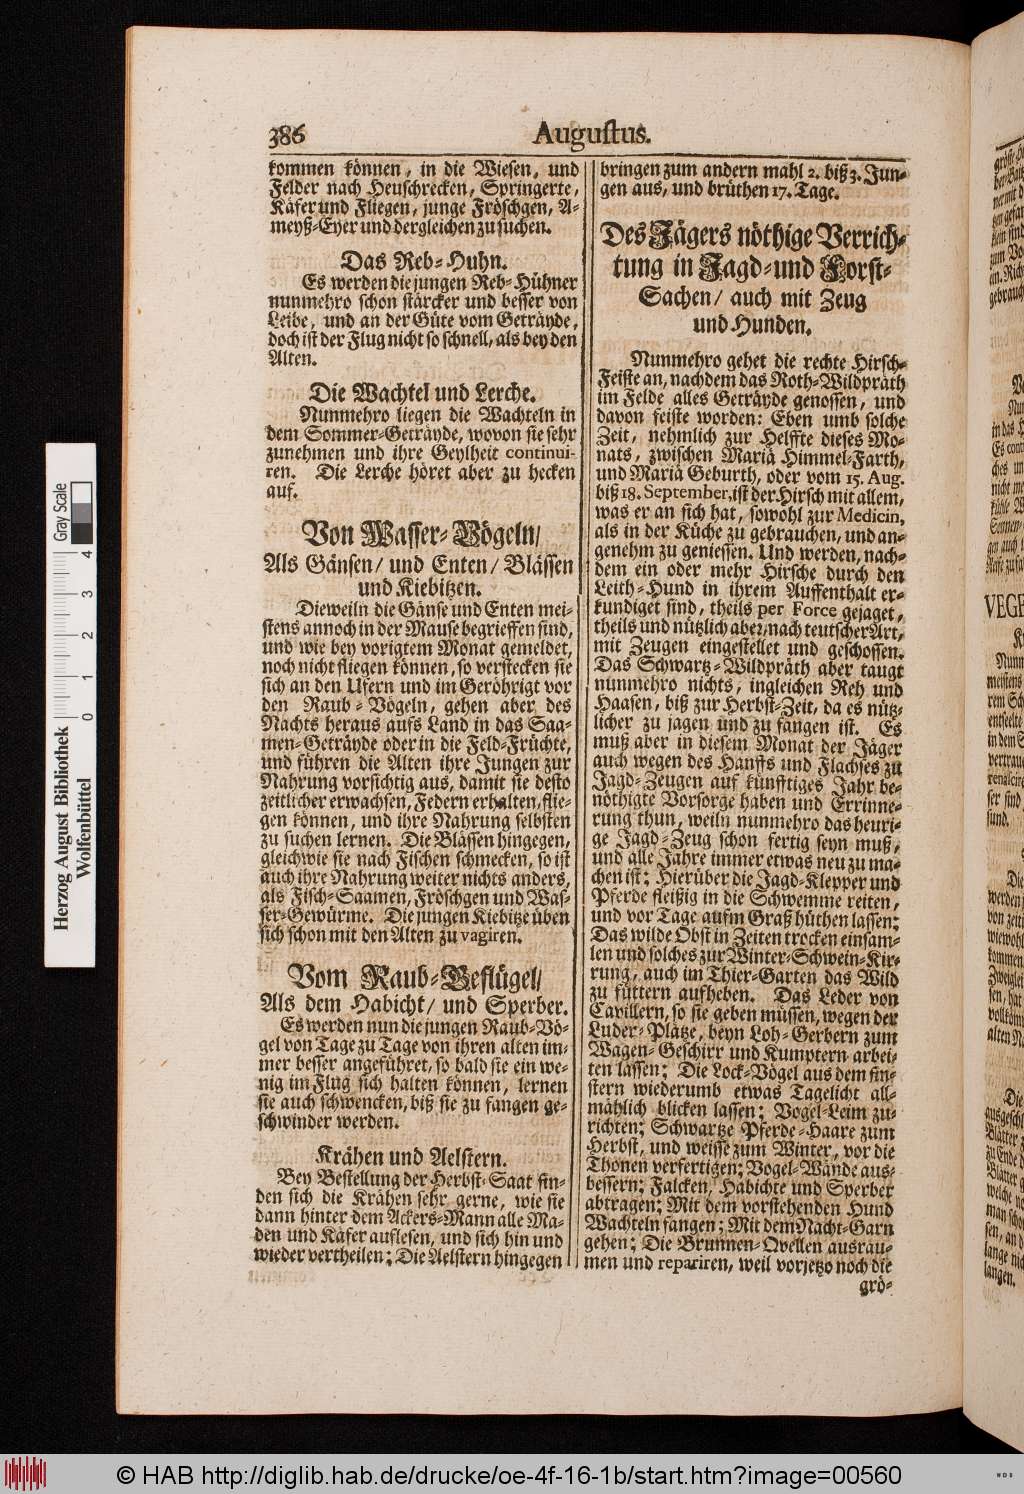 386
Augustus.
kommen können, in die Wiesen, und
Felder nach Heuschrecken, Springerte,
Käfer und Fliegen, junge Fröschgen, A-
meyß-Eyer und dergleichen zu suchen.
Das Reb-Huhn.
Es werden die jungen Reb-Hühner
nunmehro schon stärcker und besser von
Leibe, und an der Güte vom Geträyde,
doch ist der Flug nicht so schnell, als bey den
Alten.
Die Wachtel und Lerche.
Nunmehro liegen die Wachteln in
dem Sommer-Geträyde, wovon sie sehr
zunehmen und ihre Geylheit continui-
ren. Die Lerche höret aber zu hecken
auf.
Von Wasser-Vögeln/
Als Gänsen/ und Enten/ Blässen
und Kiebitzen.
Dieweiln die Gänse und Enten mei-
stens annoch in der Mause begrieffen sind,
und wie bey vorigtem Monat gemeldet,
noch nicht fliegen können, so verstecken sie
sich an den Ufern und im Geröhrigt vor
den Raub-Vögeln, gehen aber des
Nachts heraus aufs Land in das Saa-
men-Geträyde oder in die Feld-Früchte,
und führen die Alten ihre Jungen zur
Nahrung vorsichtig aus, damit sie desto
zeitlicher erwachsen, Federn erhalten, flie-
gen können, und ihre Nahrung selbsten
zu suchen lernen. Die Blässen hingegen,
gleichwie sie nach Fischen schmecken, so ist
auch ihre Nahrung weiter nichts anders,
als Fisch-Saamen, Fröschgen und Was-
ser-Gewürme. Die jungen Kiebitze üben
sich schon mit den Alten zu vagiren.
Vom Raub-Geflügel/
Als dem Habicht/ und Sperber.
Es werden nun die jungen Raub-Vö-
gel von Tage zu Tage von ihren alten im-
mer besser angeführet, so bald sie ein we-
nig im Flug sich halten können, lernen
sie auch schwencken, biß sie zu fangen ge-
schwinder werden.
Krähen und Aelstern.
Bey Bestellung der Herbst-Saat fin-
den sich die Krähen sehr gerne, wie sie
dann hinter dem Ackers-Mann alle Ma-
den und Käfer auflesen, und sich hin und
wieder vertheilen; Die Aelstern hingegen
bringen zum andern mahl 2. biß 3. Jun-
gen aus, und brüthen 17. Tage.
Des Jägers nöthige Verrich-
tung in Jagd-und Forst-
Sachen/ auch mit Zeug
und Hunden.
Nunmehro gehet die rechte Hirsch-
Feiste an, nachdem das Roth-Wildpräth
im Felde alles Geträyde genossen, und
davon feiste worden: Eben umb solche
Zeit, nehmlich zur Helffte dieses Mo-
nats, zwischen Mariä Himmel-Farth,
und Mariä Geburth, oder vom 15. Aug.
biß 18. September, ist der Hirsch mit allem,
was er an sich hat, sowohl zur Medicin,
als in der Küche zu gebrauchen, und an-
genehm zu geniessen. Und werden, nach-
dem ein oder mehr Hirsche durch den
Leith-Hund in ihrem Auffenthalt er-
kundiget sind, theils per Force gejaget,
theils und nützlich aber, nach teutscher Art,
mit Zeugen eingestellet und geschossen.
Das Schwartz-Wildpräth aber taugt
nunmehro nichts, ingleichen Reh und
Haasen, biß zur Herbst-Zeit, da es nütz-
licher zu jagen und zu fangen ist. Es
muß aber in diesem Monat der Jäger
auch wegen des Hanffs und Flachses zu
Jagd-Zeugen auf künfftiges Jahr be-
nöthigte Vorsorge haben und Errinne-
rung thun, weiln nunmehro das heuri-
ge Jagd-Zeug schon fertig seyn muß,
und alle Jahre immer etwas neu zu ma-
chen ist; Hierüber die Jagd-Klepper und
Pferde fleißig in die Schwemme reiten,
und vor Tage aufm Graß hüthen lassen:
Das wilde Obst in Zeiten trocken einsam-
len und solches zur Winter-Schwein-Kir-
rung, auch im Thier-Garten das Wild
zu füttern aufheben. Das Leder von
Cavillern, so sie geben müssen, wegen der
Luder-Plätze, beyn Loh-Gerbern zum
Wagen-Geschirr und Kumptern arbei-
ten lassen; Die Lock-Vögel aus dem fin-
stern wiederumb etwas Tagelicht all-
mählich blicken lassen; Vogel-Leim zu-
richten; Schwartze Pferde-Haare zum
Herbst, und weisse zum Winter, vor die
Thonen verfertigen; Vogel-Wände aus-
bessern; Falcken, Habichte und Sperber
abtragen; Mit dem vorstehenden Hund
Wachteln fangen; Mit dem Nacht-Garn
gehen; Die Brunnen-Qvellen ausräu-
men und repariren, weil vorjetzo noch die
grö-
Herzog August Bibliothek
Wolfenbüttel
0 1 2 3 4
Gray Scale
© HAB http://diglib.hab.de/drucke/oe-4f-16-1b/start.htm?image=00560